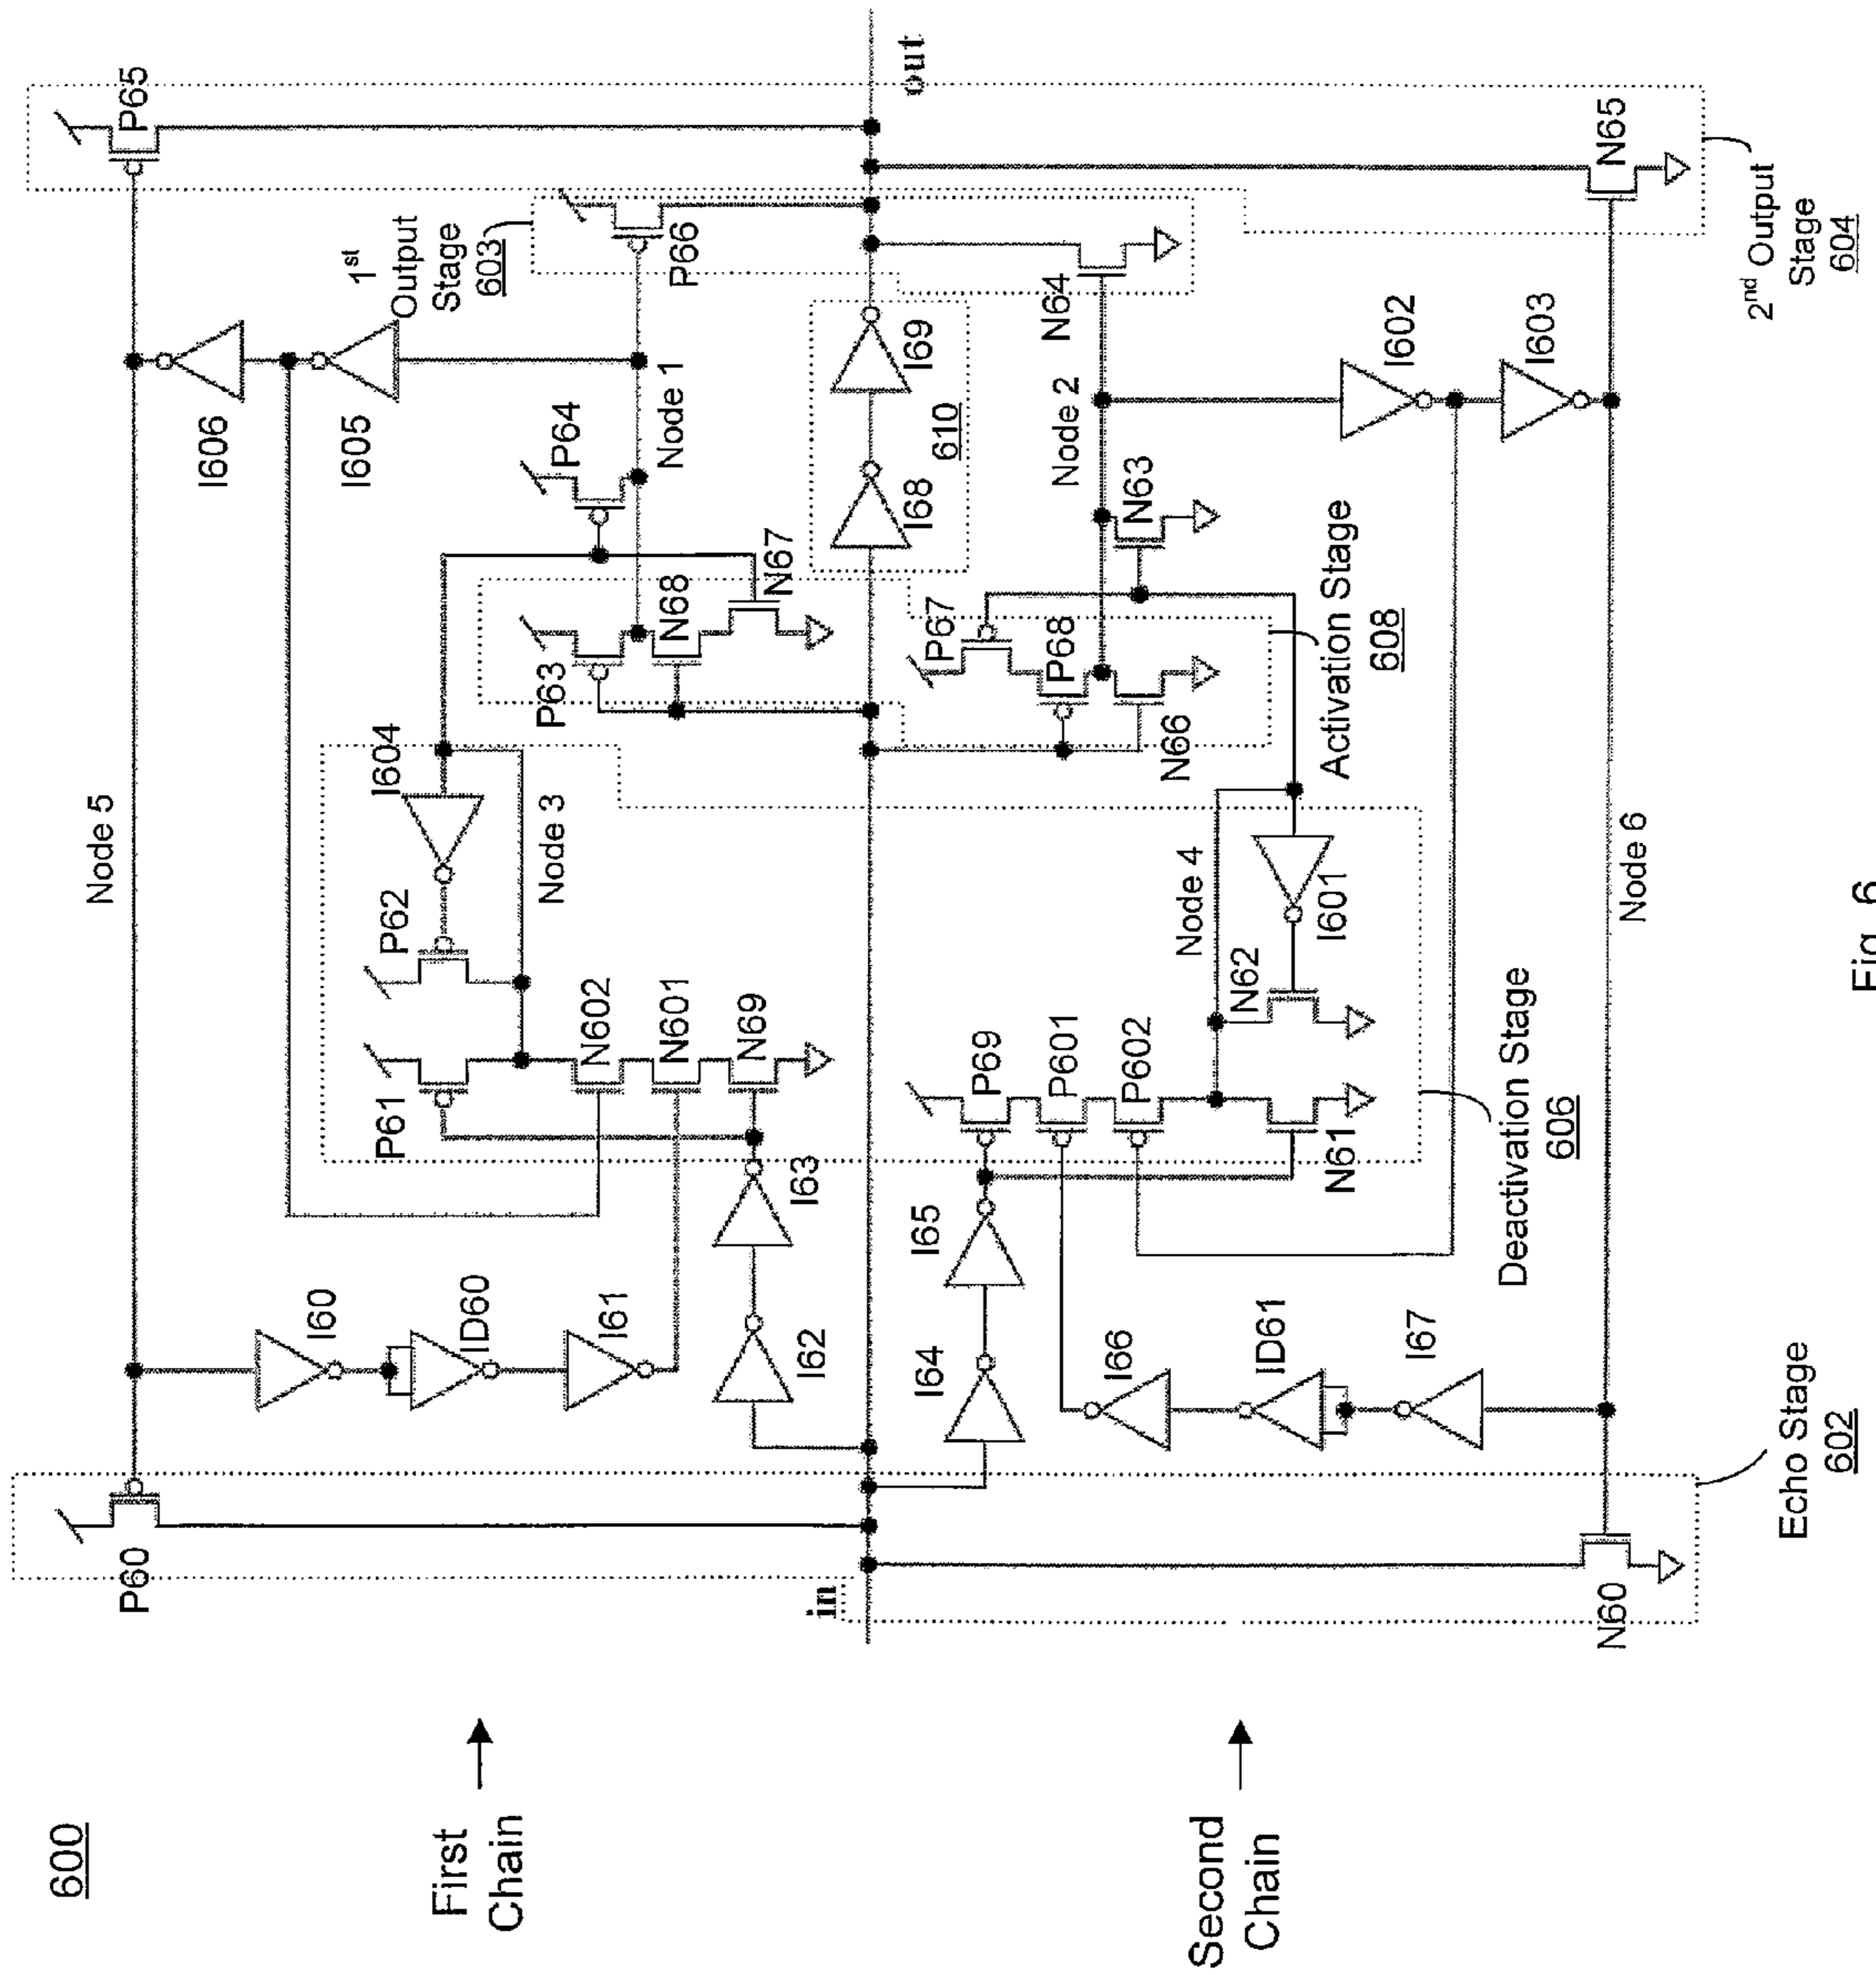 600
First
Chain
Second
Chain
Node 5
P65
P60
I606
I605
1st
Output
Stage
603
P66
P64
Node 1
I604
Node 3
P62
P61
N602
N601
N69
P63
N68
N67
I60
ID60
I61
I62
I63
in
out
I68
I69
610
I64
I65
P69
P601
P602
N61
N62
Node 4
I601
P67
P68
N66
N63
Node 2
N64
I602
I603
I66
ID61
I67
N60
N65
Node 6
Activation Stage
608
Deactivation Stage
606
Echo Stage
602
2nd Output
Stage
604
Fig. 6